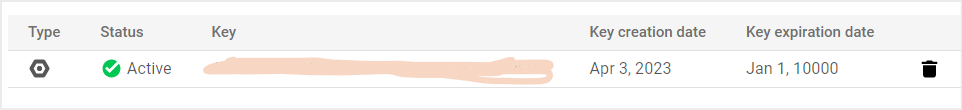 Type Status Key Key creation date Key expiration date
Active Apr 3, 2023 Jan 1, 10000